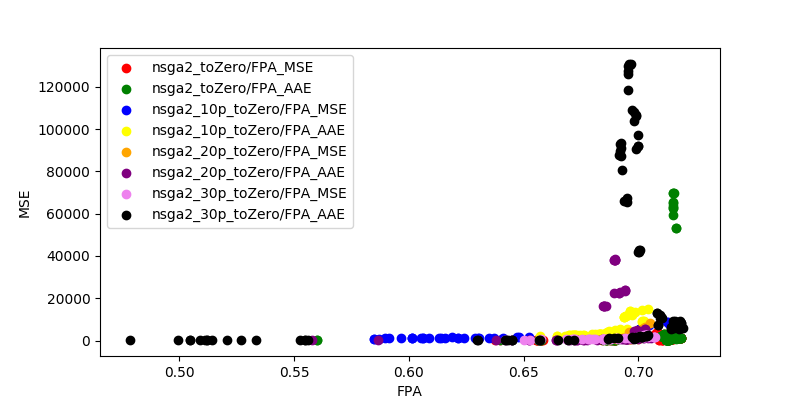 nsga2_toZero/FPA_MSE
nsga2_toZero/FPA_AAE
nsga2_10p_toZero/FPA_MSE
nsga2_10p_toZero/FPA_AAE
nsga2_20p_toZero/FPA_MSE
nsga2_20p_toZero/FPA_AAE
nsga2_30p_toZero/FPA_MSE
nsga2_30p_toZero/FPA_AAE
MSE
120000
100000
80000
60000
40000
20000
0
0.50 0.55 0.60 0.65 0.70
FPA